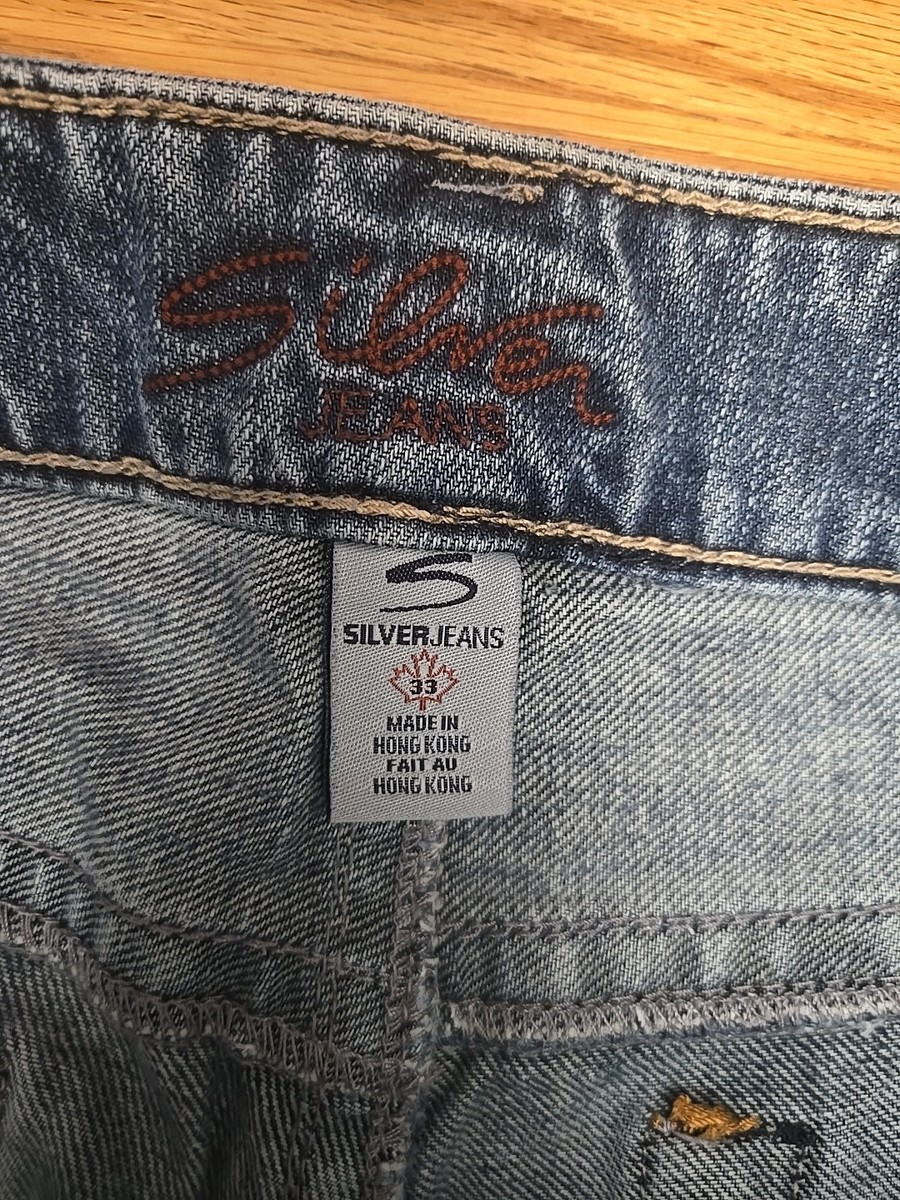 Silver
JEANS
S
SILVERJEANS
33
MADE IN
HONG KONG
FAIT AU
HONG KONG